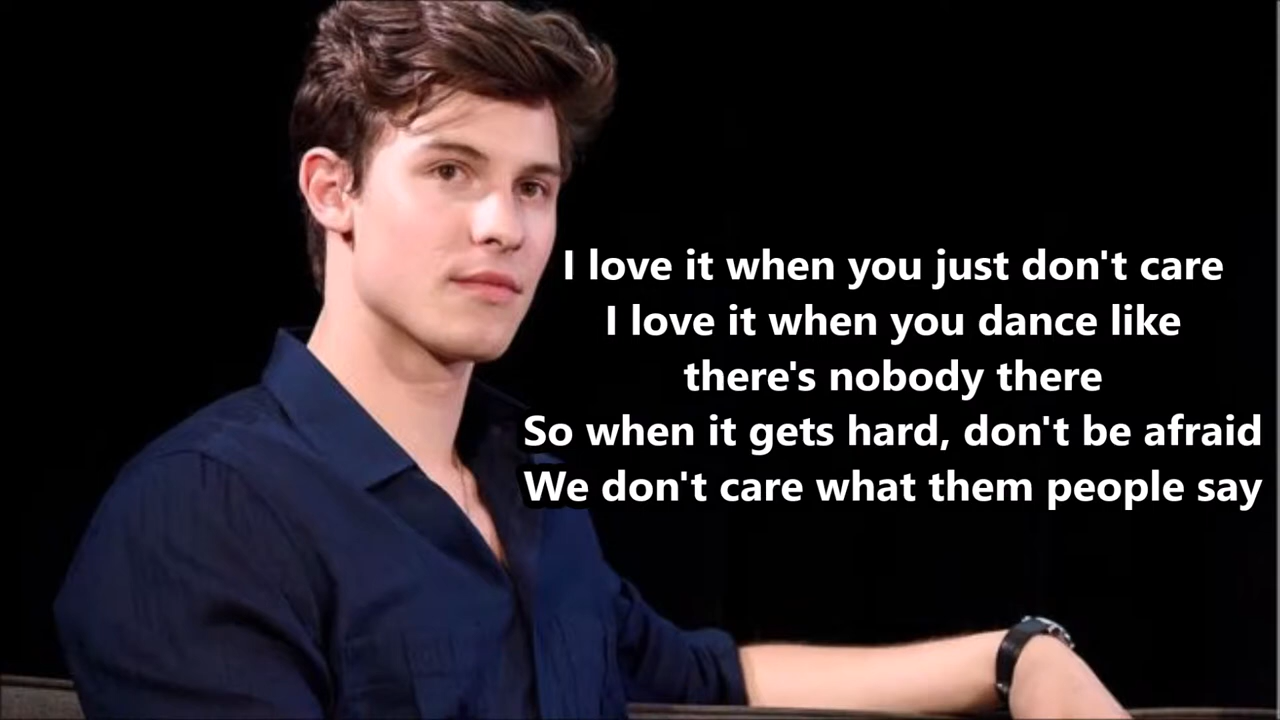 I love it when you just don't care
I love it when you dance like
there's nobody there
So when it gets hard, don't be afraid
We don't care what them people say